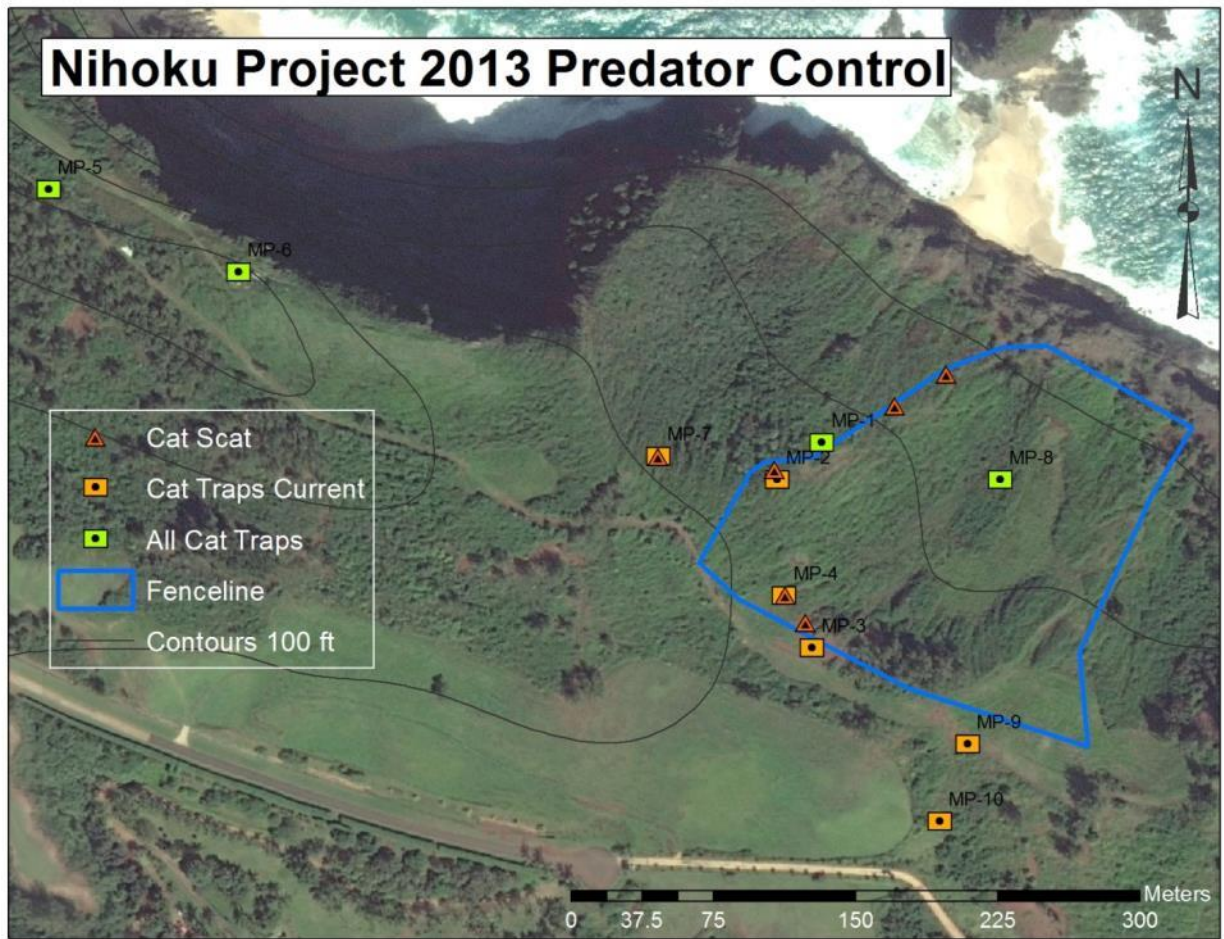 Nihoku Project 2013 Predator Control
N
MP-5
MP-6
MP-1
MP-7
MP-2
MP-8
MP-4
MP-3
MP-9
MP-10
Cat Scat
Cat Traps Current
All Cat Traps
Fenceline
Contours 100 ft
Meters
0 37.5 75 150 225 300